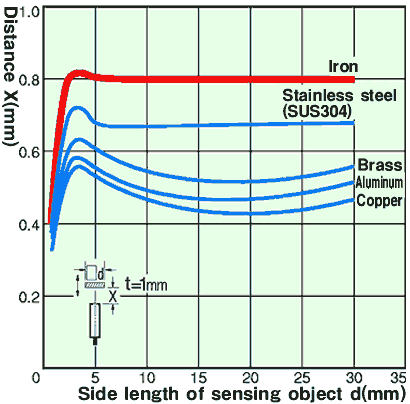 Distance X(mm)
1.0
0.8
0.6
0.4
0.2
0
Iron
Stainless steel
(SUS304)
Brass
Aluminum
Copper
d
t=1mm
X
5
10
15
20
25
30
35
Side length of sensing object d(mm)